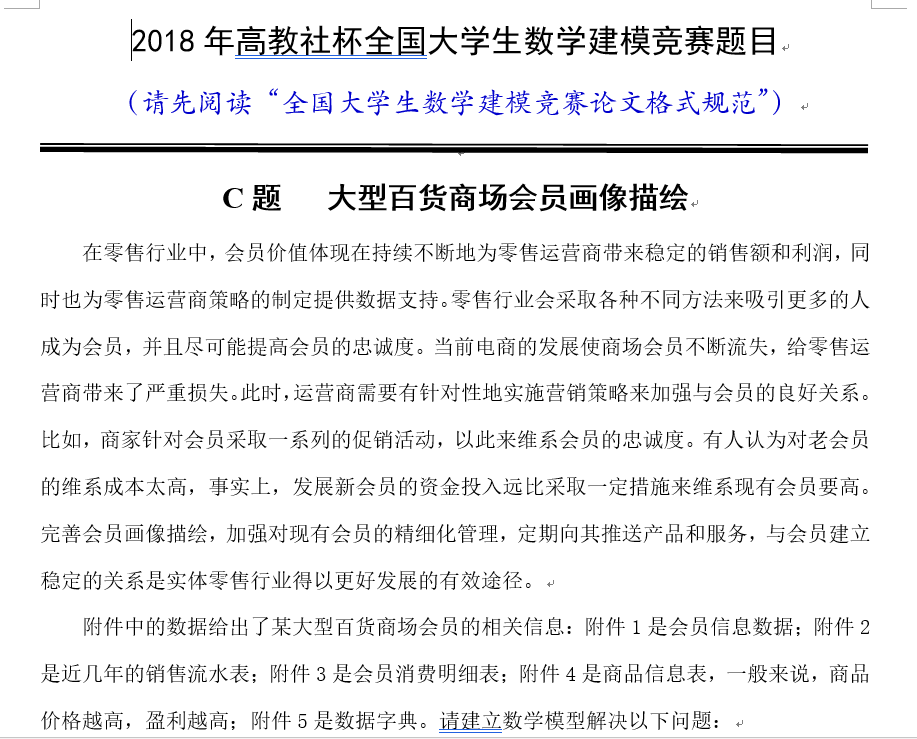 2018 年高教社杯全国大学生数学建模竞赛题目
（请先阅读“全国大学生数学建模竞赛论文格式规范”）
C 题 大型百货商场会员画像描绘
在零售行业中，会员价值体现在持续不断地为零售运营商带来稳定的销售额和利润，同
时也为零售运营商策略的制定提供数据支持。零售行业会采取各种不同方法来吸引更多的人
成为会员，并且尽可能提高会员的忠诚度。当前电商的发展使商场会员不断流失，给零售运
营商带来了严重损失。此时，运营商需要有针对性地实施营销策略来加强与会员的良好关系。
比如，商家针对会员采取一系列的促销活动，以此来维系会员的忠诚度。有人认为对老会员
的维系成本太高，事实上，发展新会员的资金投入远比采取一定措施来维系现有会员要高。
完善会员画像描绘，加强对现有会员的精细化管理，定期向其推送产品和服务，与会员建立
稳定的关系是实体零售行业得以更好发展的有效途径。
附件中的数据给出了某大型百货商场会员的相关信息：附件 1 是会员信息数据；附件 2
是近几年的销售流水表；附件 3 是会员消费明细表；附件 4 是商品信息表，一般来说，商品
价格越高，盈利越高；附件 5 是数据字典。请建立数学模型解决以下问题：